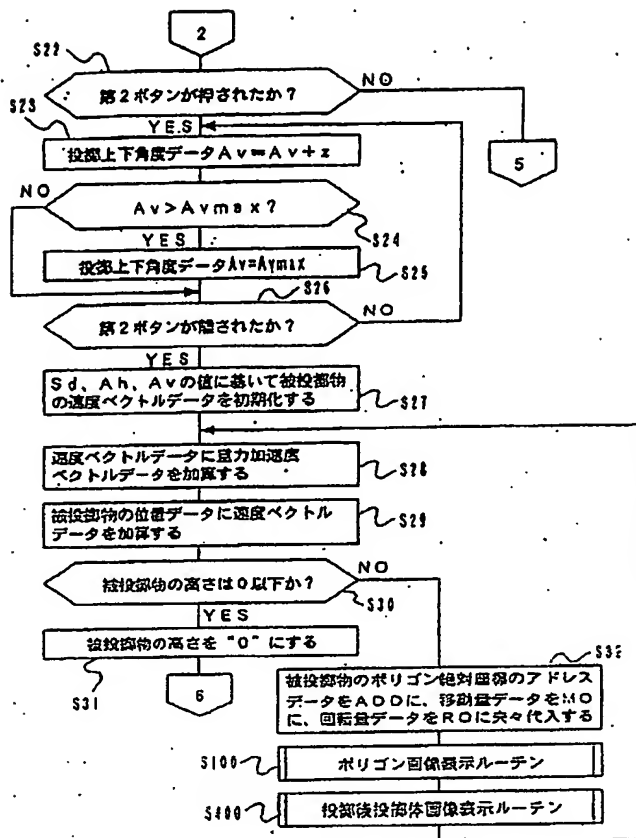 2
S22
第2ボタンが押されたか?
NO
S23
YES
5
投擲上下角度データAv=Av+z
NO
Av>Avmax?
S24
YES
投擲上下角度データAv=Avmax
S25
S26
第2ボタンが離されたか?
NO
YES
Sd、Ah、Avの値に基いて被投擲物
の速度ベクトルデータを初期化する
S27
速度ベクトルデータに重力加速度
ベクトルデータを加算する
S28
被投擲物の位置データに速度ベクトル
データを加算する
S29
被投擲物の高さは0以下か?
NO
S30
YES
被投擲物の高さを“0”にする
S31
6
S32
被投擲物のポリゴン絶対座標のアドレス
データをADDに、移動量データをMO
に、回転量データをROに夫々代入する
S100
ポリゴン画像表示ルーチン
S400
投擲後投擲体画像表示ルーチン